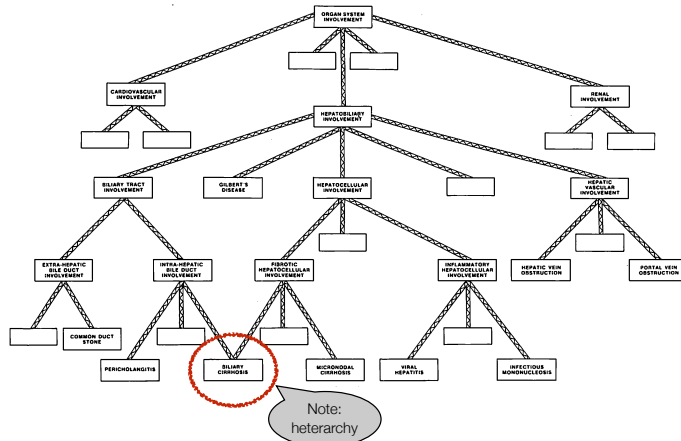 ORGAN SYSTEM
INVOLVEMENT
CARDIOVASCULAR
INVOLVEMENT
RENAL
INVOLVEMENT
HEPATOBILIARY
INVOLVEMENT
BILIARY TRACT
INVOLVEMENT
GILBERT'S
DISEASE
HEPATOCELLULAR
INVOLVEMENT
HEPATIC
VASCULAR
INVOLVEMENT
EXTRA-HEPATIC
BILE DUCT
INVOLVEMENT
INTRA-HEPATIC
BILE DUCT
INVOLVEMENT
FIBROTIC
HEPATOCELLULAR
INVOLVEMENT
INFLAMMATORY
HEPATOCELLULAR
INVOLVEMENT
HEPATIC VEIN
OBSTRUCTION
PORTAL VEIN
OBSTRUCTION
COMMON DUCT
STONE
PERICHOLANGITIS
BILIARY
CIRRHOSIS
MICRONODAL
CIRRHOSIS
VIRAL
HEPATITIS
INFECTIOUS
MONONUCLEOSIS
Note:
heterarchy